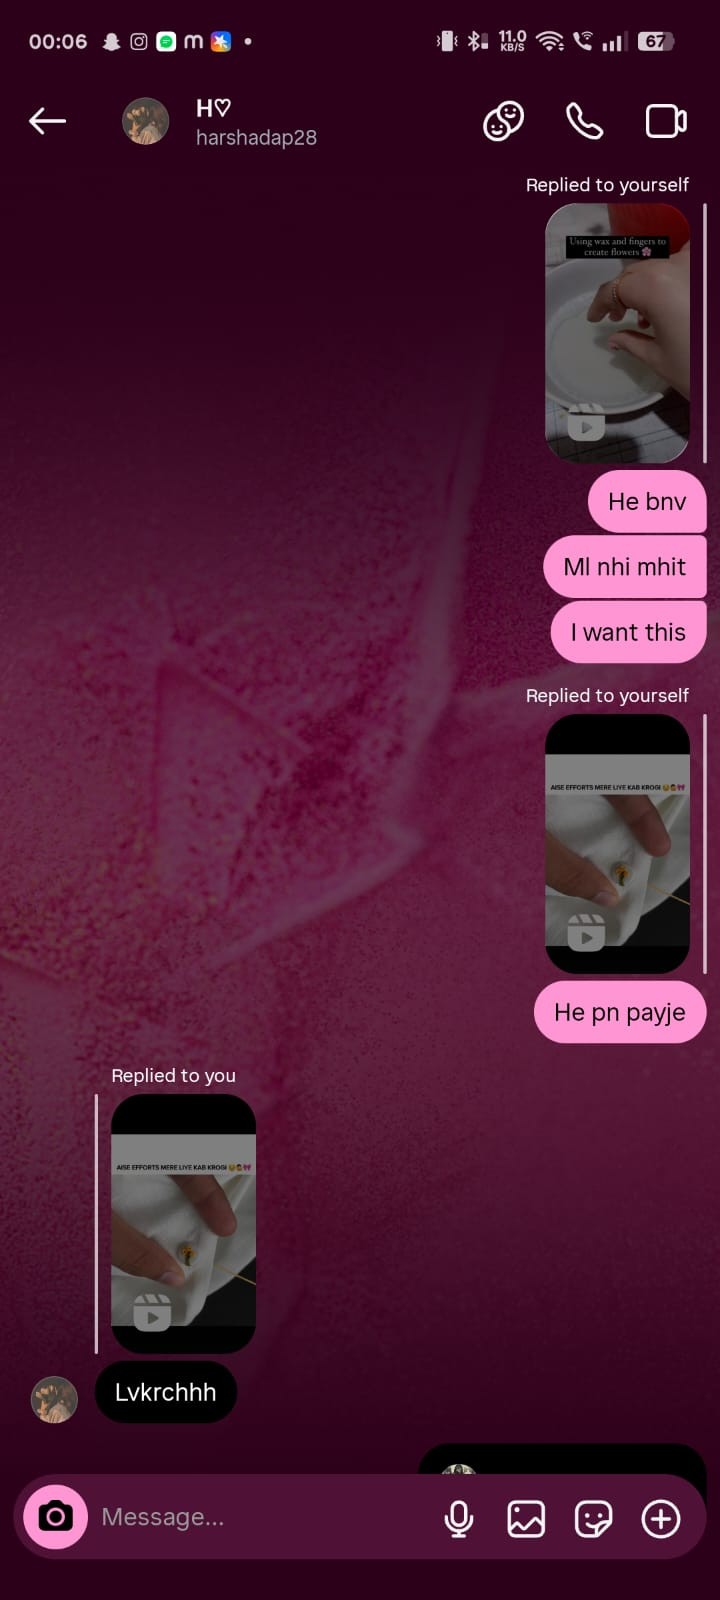 00:06
m
11.0
KB/S
67
H♡
harshadap28
Replied to yourself
Using wax and fingers to
create flowers 🌸
He bnv
Ml nhi mhit
I want this
Replied to yourself
AISE EFFORTS MERE LIYE KAB KROGI
He pn payje
Replied to you
AISE EFFORTS MERE LIYE KAB KROGI
Lvkrchhh
Message...